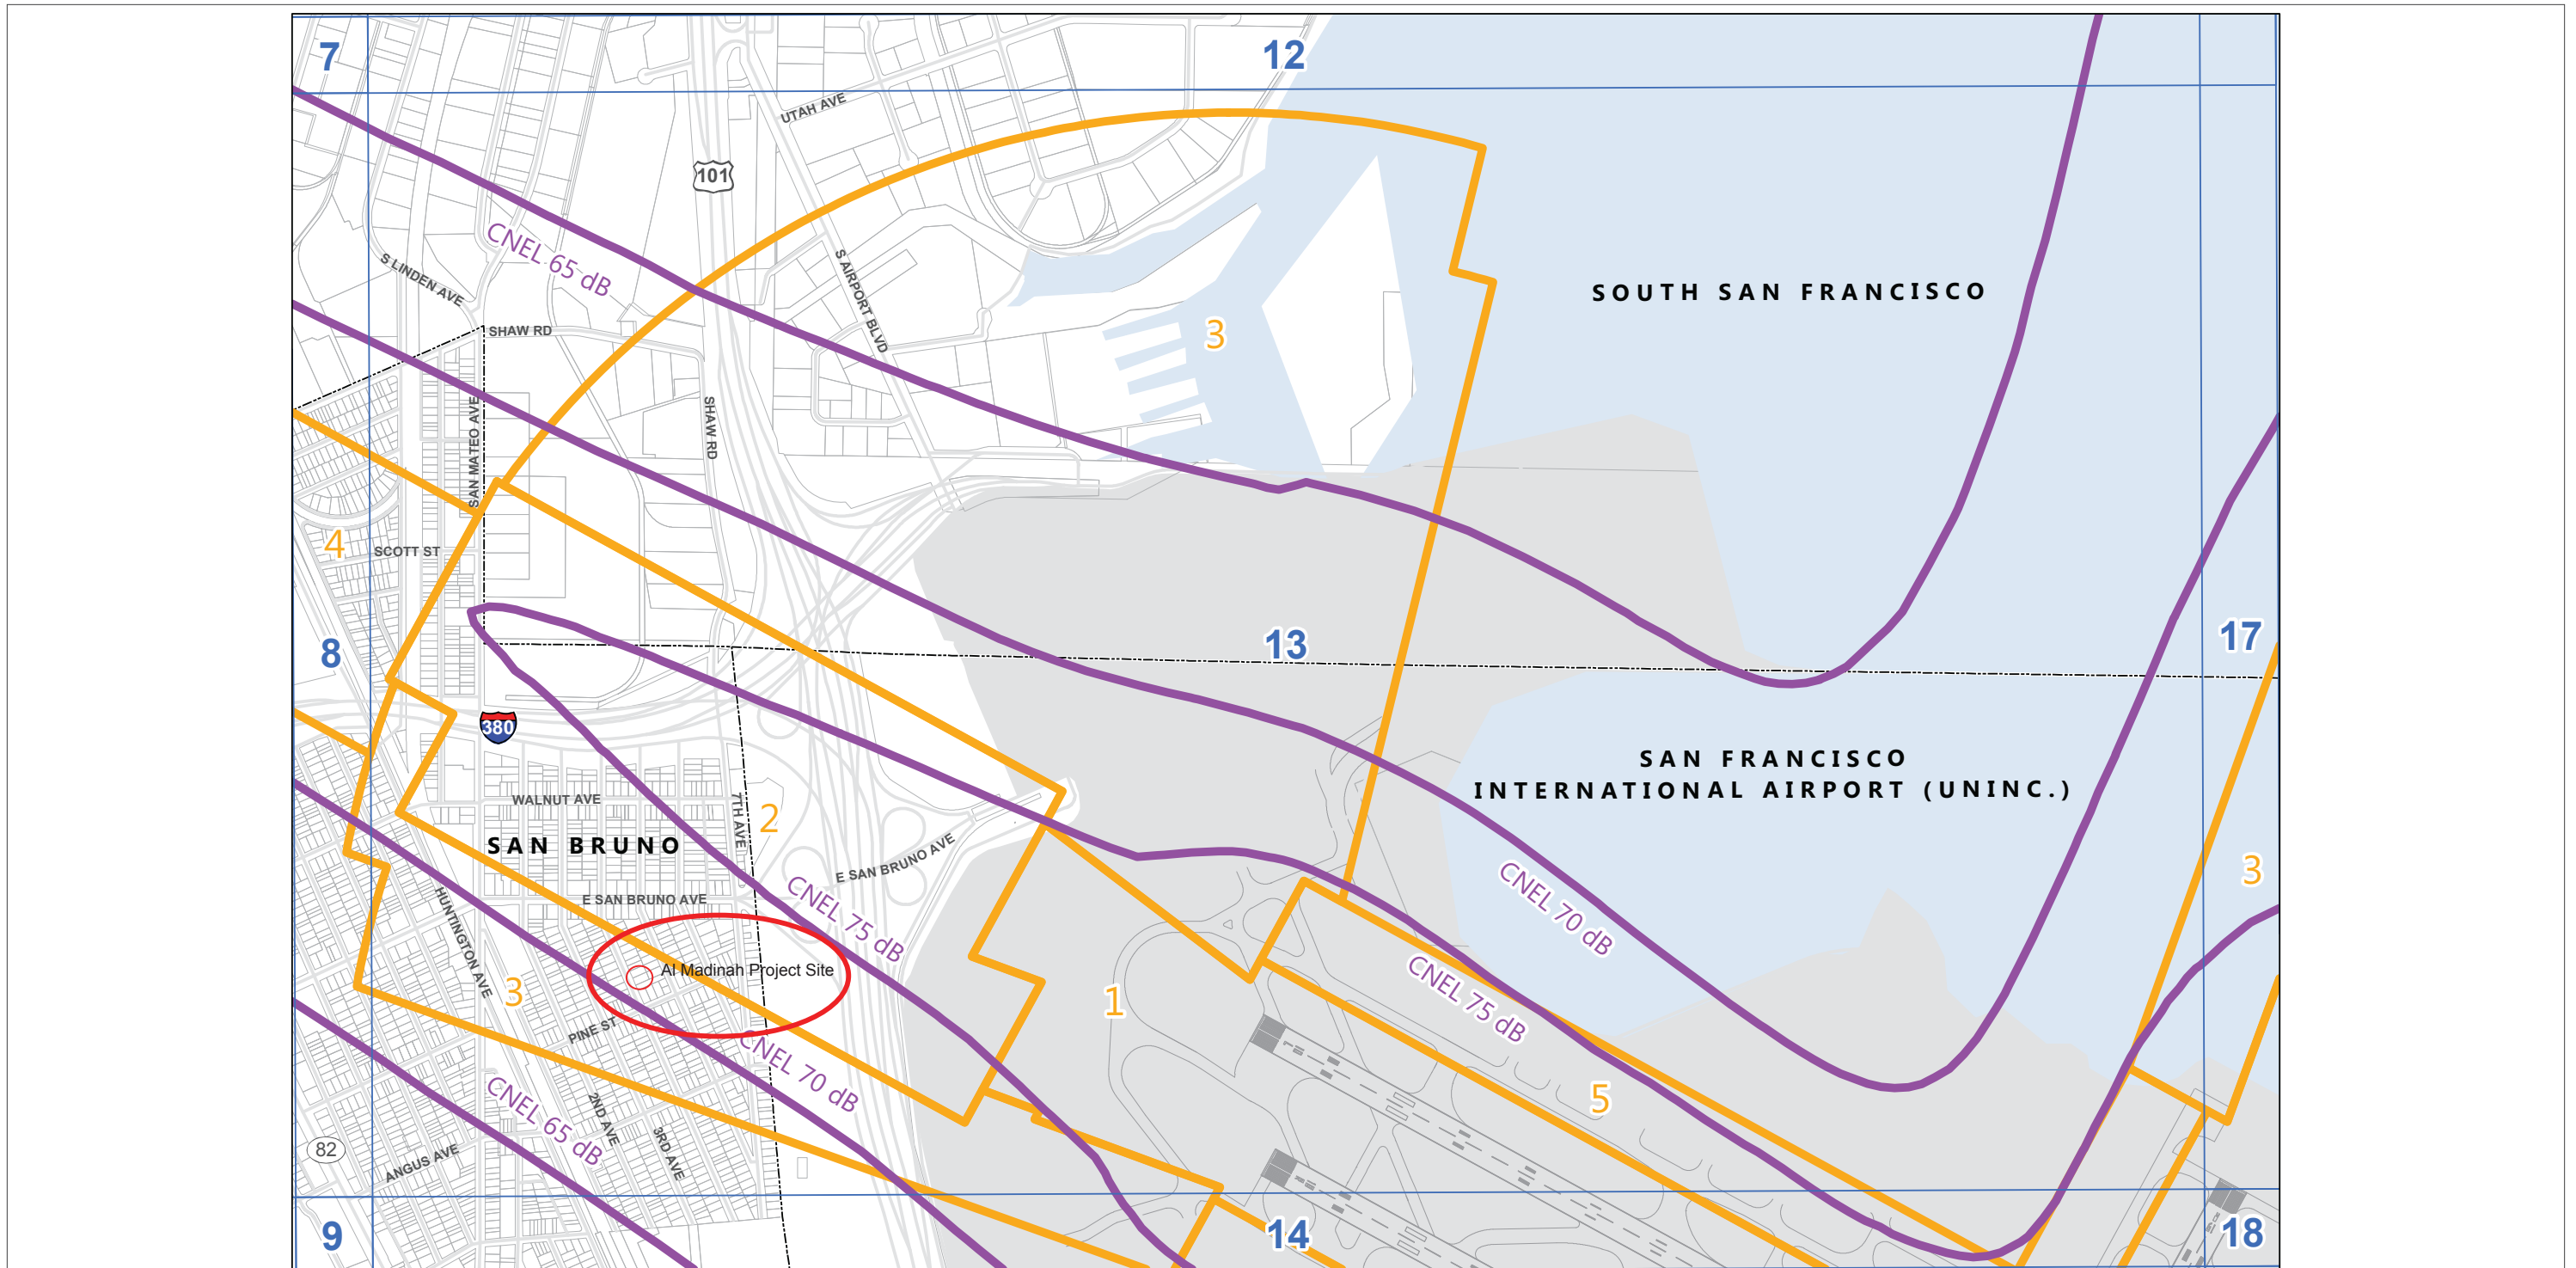 7
12
UTAH AVE
101
CNEL 65 dB
S LINDEN AVE
S AIRPORT BLVD
SOUTH SAN FRANCISCO
SHAW RD
3
SAN MATEO AVE
SHAW RD
4
SCOTT ST
8
13
17
380
SAN FRANCISCO
INTERNATIONAL AIRPORT (UNINC.)
WALNUT AVE
7TH AVE
2
SAN BRUNO
E SAN BRUNO AVE
3
E SAN BRUNO AVE
CNEL 75 dB
CNEL 70 dB
HUNTINGTON AVE
Al Madinah Project Site
CNEL 75 dB
3
1
PINE ST
CNEL 70 dB
5
CNEL 65 dB
2ND AVE
3RD AVE
82
ANGUS AVE
9
14
18